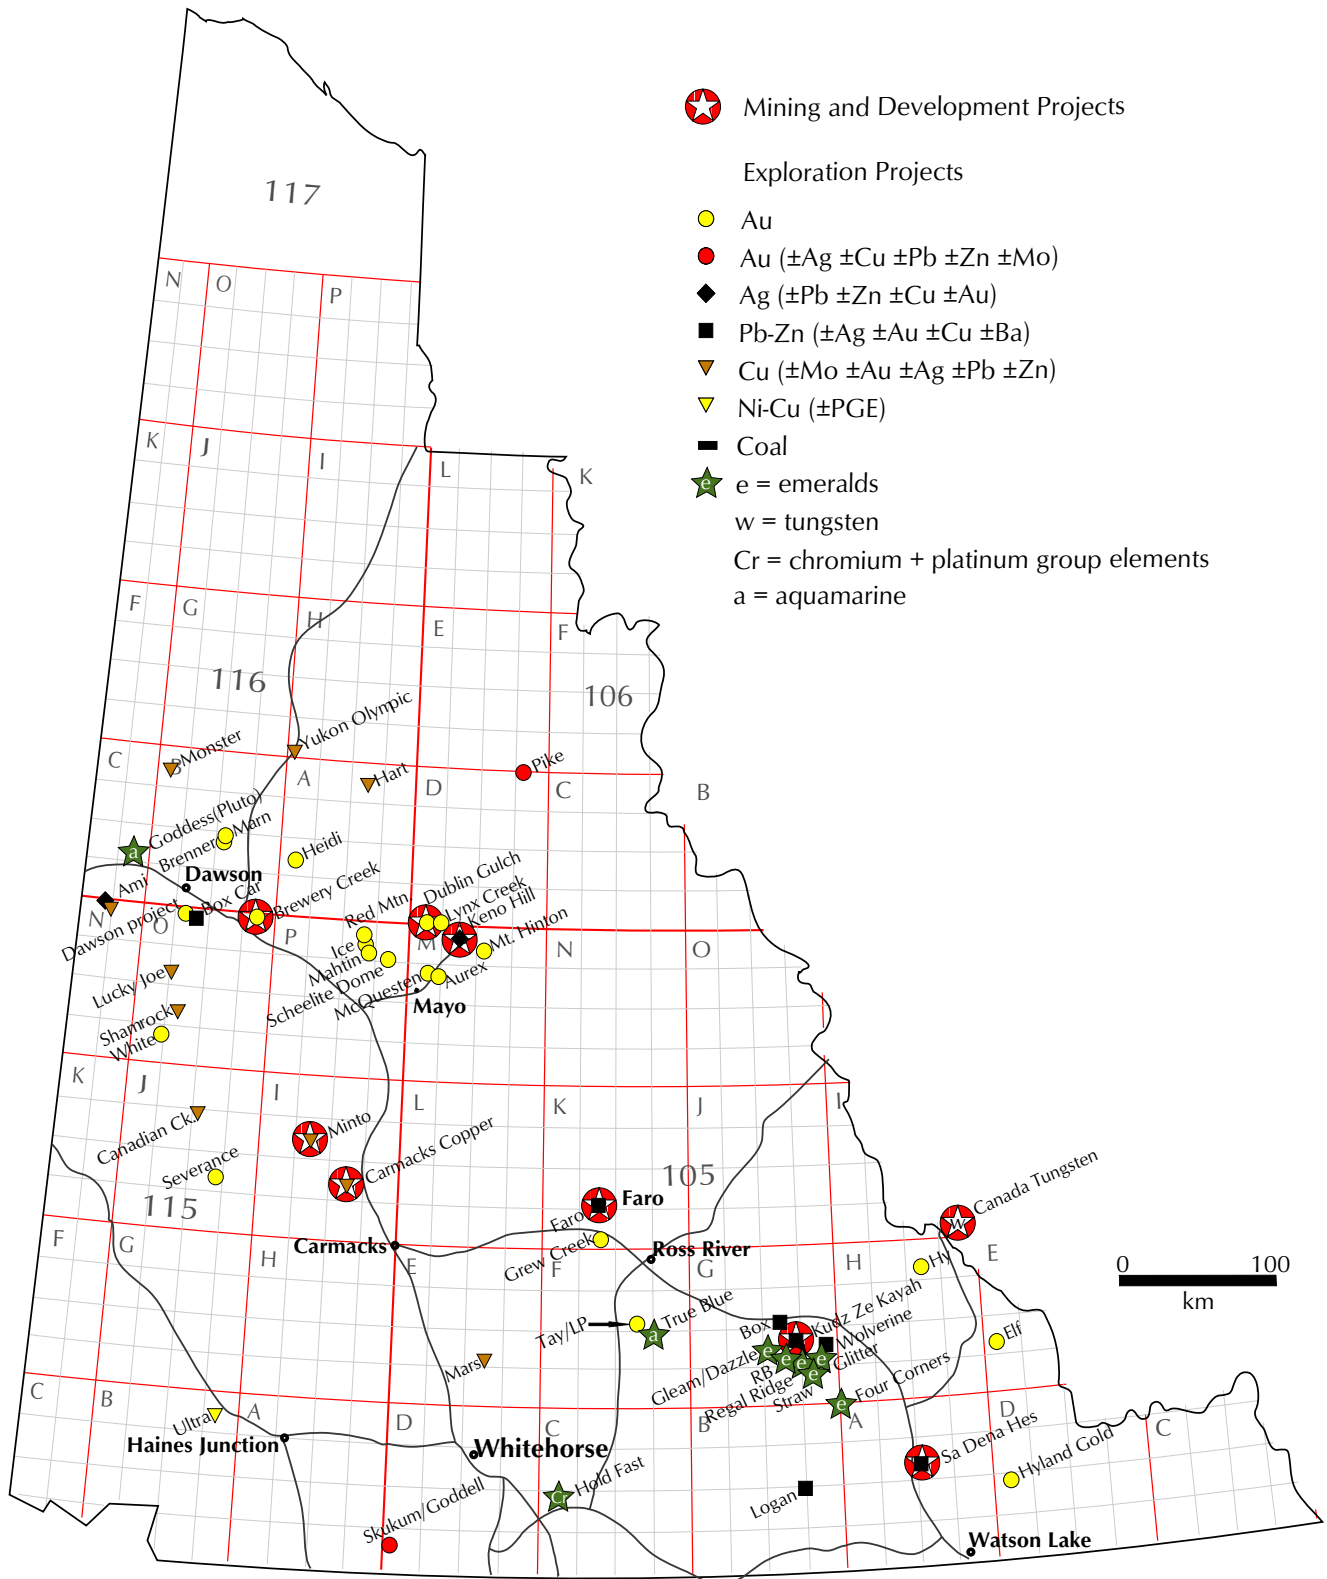 Mining and Development Projects
Exploration Projects
Au
Au (±Ag ±Cu ±Pb ±Zn ±Mo)
Ag (±Pb ±Zn ±Cu ±Au)
Pb-Zn (±Ag ±Au ±Cu ±Ba)
Cu (±Mo ±Au ±Ag ±Pb ±Zn)
Ni-Cu (±PGE)
Coal
e
e = emeralds
w = tungsten
Cr = chromium + platinum group elements
a = aquamarine
117
N
O
P
K
J
I
L
K
F
G
H
E
F
116
106
Yukon Olympic
C
B
Monster
A
Hart
D
Pike
C
B
Goddess(Pluto)
a
Brenner
Marn
Heidi
Dawson
Ami
Box Car
Brewery Creek
Red Mtn.
Dublin Gulch
Lynx Creek
Keno Hill
Mt. Hinton
N
Dawson project
O
P
Ice
M
N
O
Mahtin
Scheelite Dome
McQuesten
Aurex
Lucky Joe
Mayo
Shamrock
White
K
J
I
L
K
J
I
Canadian Ck.
Minto
Carmacks Copper
Severance
115
105
Faro
Faro
Canada Tungsten
w
F
G
H
Carmacks
E
Grew Creek
F
Ross River
G
H
Hy
E
0
100
km
Tay/LP
True Blue
a
Box
Kudz Ze Kayah
Wolverine
Elf
Mars
Gleam/Dazzle
e
e
e
e
e
RB
Glitter
Regal Ridge
Straw
e
Four Corners
C
B
Ultra
A
D
C
B
A
D
C
Haines Junction
Whitehorse
Sa Dena Hes
Hyland Gold
Skukum/Goddell
Cr
Hold Fast
Logan
Watson Lake